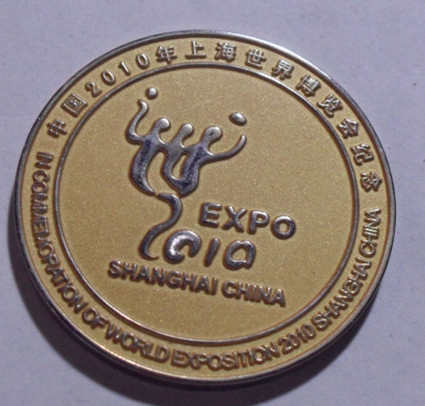 中国2010年上海世界博览会纪念
EXPO
2010
SHANGHAI CHINA
IN COMMEMORATION OF WORLD EXPOSITION 2010 SHANGHAI CHINA